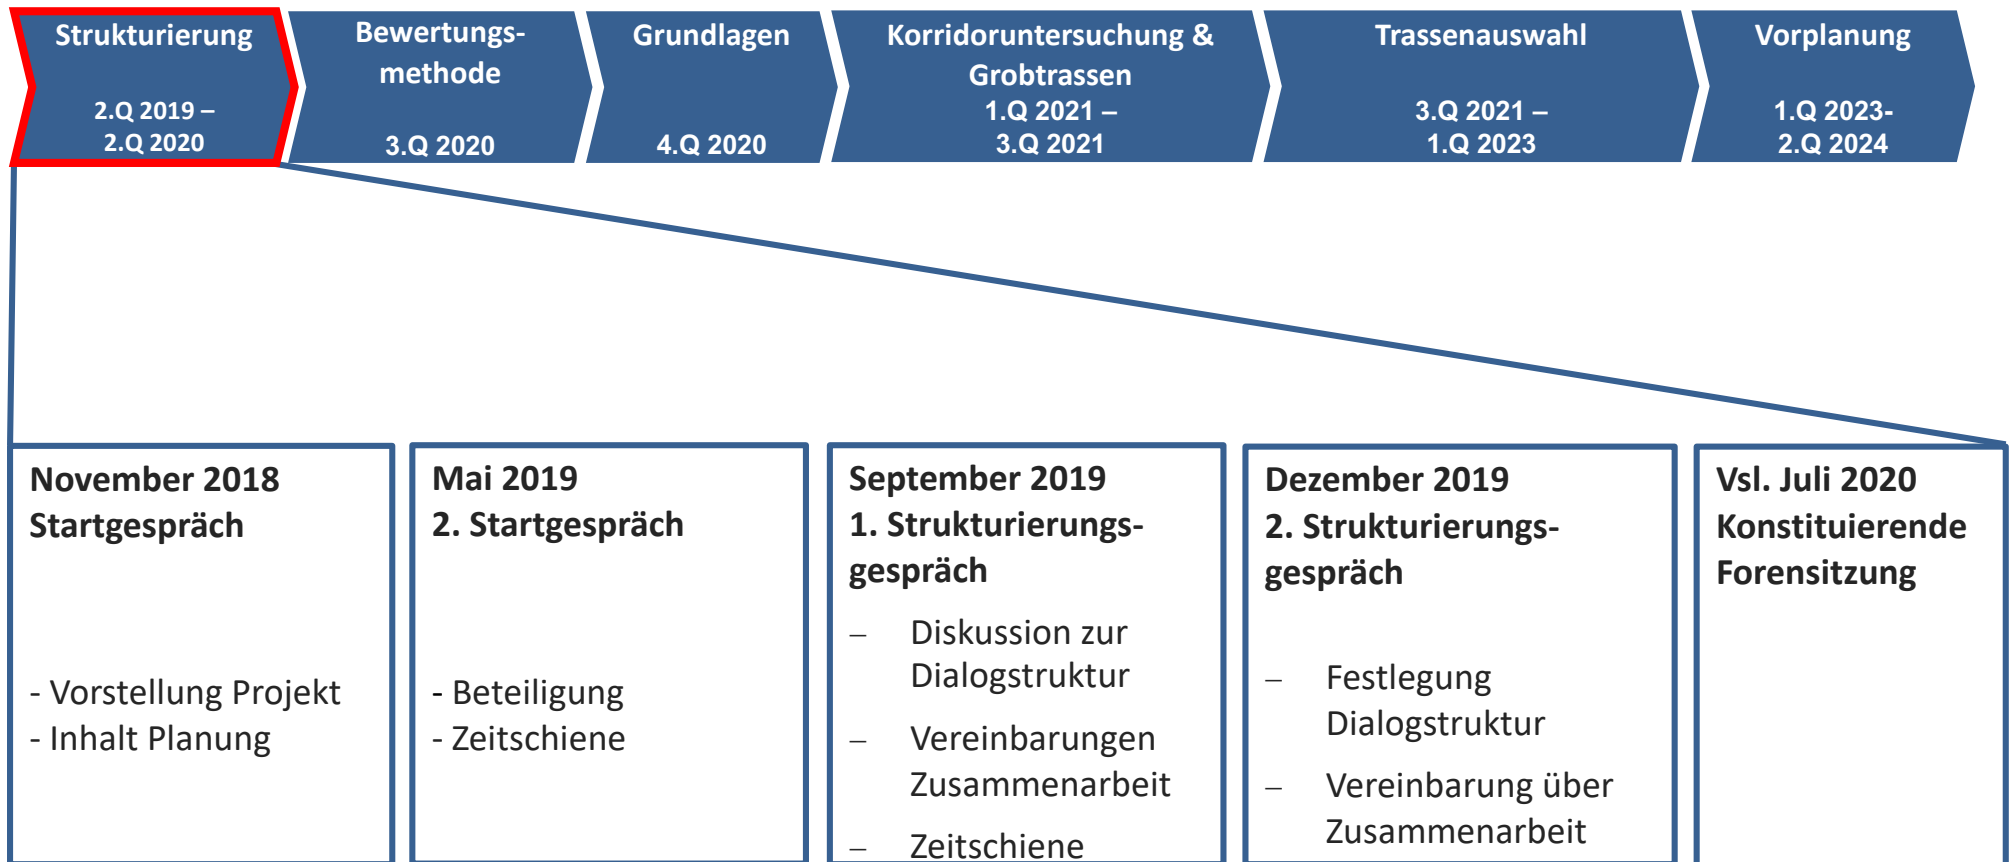 Strukturierung
2.Q 2019 –
2.Q 2020
Bewertungs-
methode
3.Q 2020
Grundlagen
4.Q 2020
Korridoruntersuchung &
Grobtrassen
1.Q 2021 –
3.Q 2021
Trassenauswahl
3.Q 2021 –
1.Q 2023
Vorplanung
1.Q 2023-
2.Q 2024
November 2018
Startgespräch
- Vorstellung Projekt
- Inhalt Planung
Mai 2019
2. Startgespräch
- Beteiligung
- Zeitschiene
September 2019
1. Strukturierungs-
gespräch
– Diskussion zur
Dialogstruktur
– Vereinbarungen
Zusammenarbeit
– Zeitschiene
Dezember 2019
2. Strukturierungs-
gespräch
– Festlegung
Dialogstruktur
– Vereinbarung über
Zusammenarbeit
Vsl. Juli 2020
Konstituierende
Forensitzung